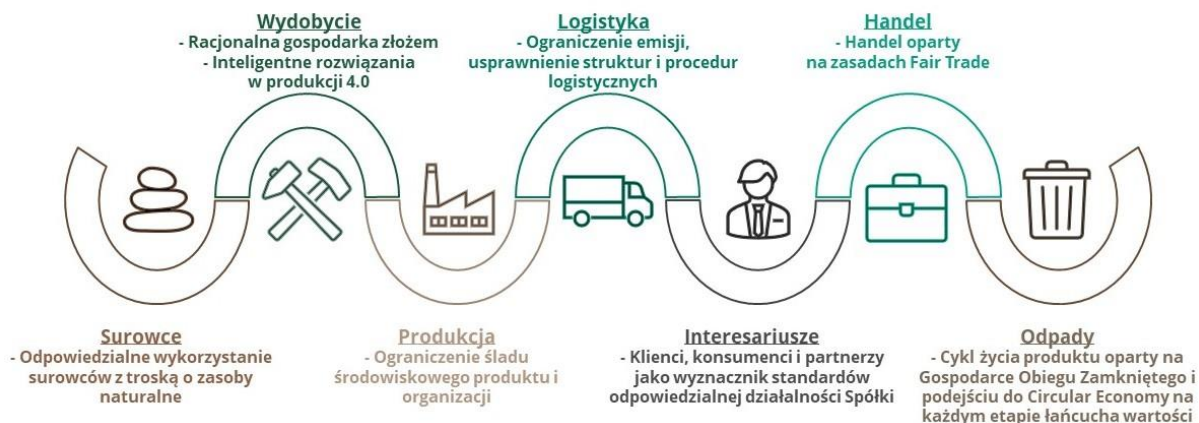 Wydobycie
- Racjonalna gospodarka złożem
- Inteligentne rozwiązania
w produkcji 4.0
Logistyka
- Ograniczenie emisji,
usprawnienie struktur i procedur
logistycznych
Handel
- Handel oparty
na zasadach Fair Trade
Surowce
- Odpowiedzialne wykorzystanie
surowców z troską o zasoby
naturalne
Produkcja
- Ograniczenie śladu
środowiskowego produktu i
organizacji
Interesariusze
- Klienci, konsumenci i partnerzy
jako wyznacznik standardów
odpowiedzialnej działalności Spółki
Odpady
- Cykl życia produktu oparty na
Gospodarce Obiegu Zamkniętego i
podejściu do Circular Economy na
każdym etapie łańcucha wartości